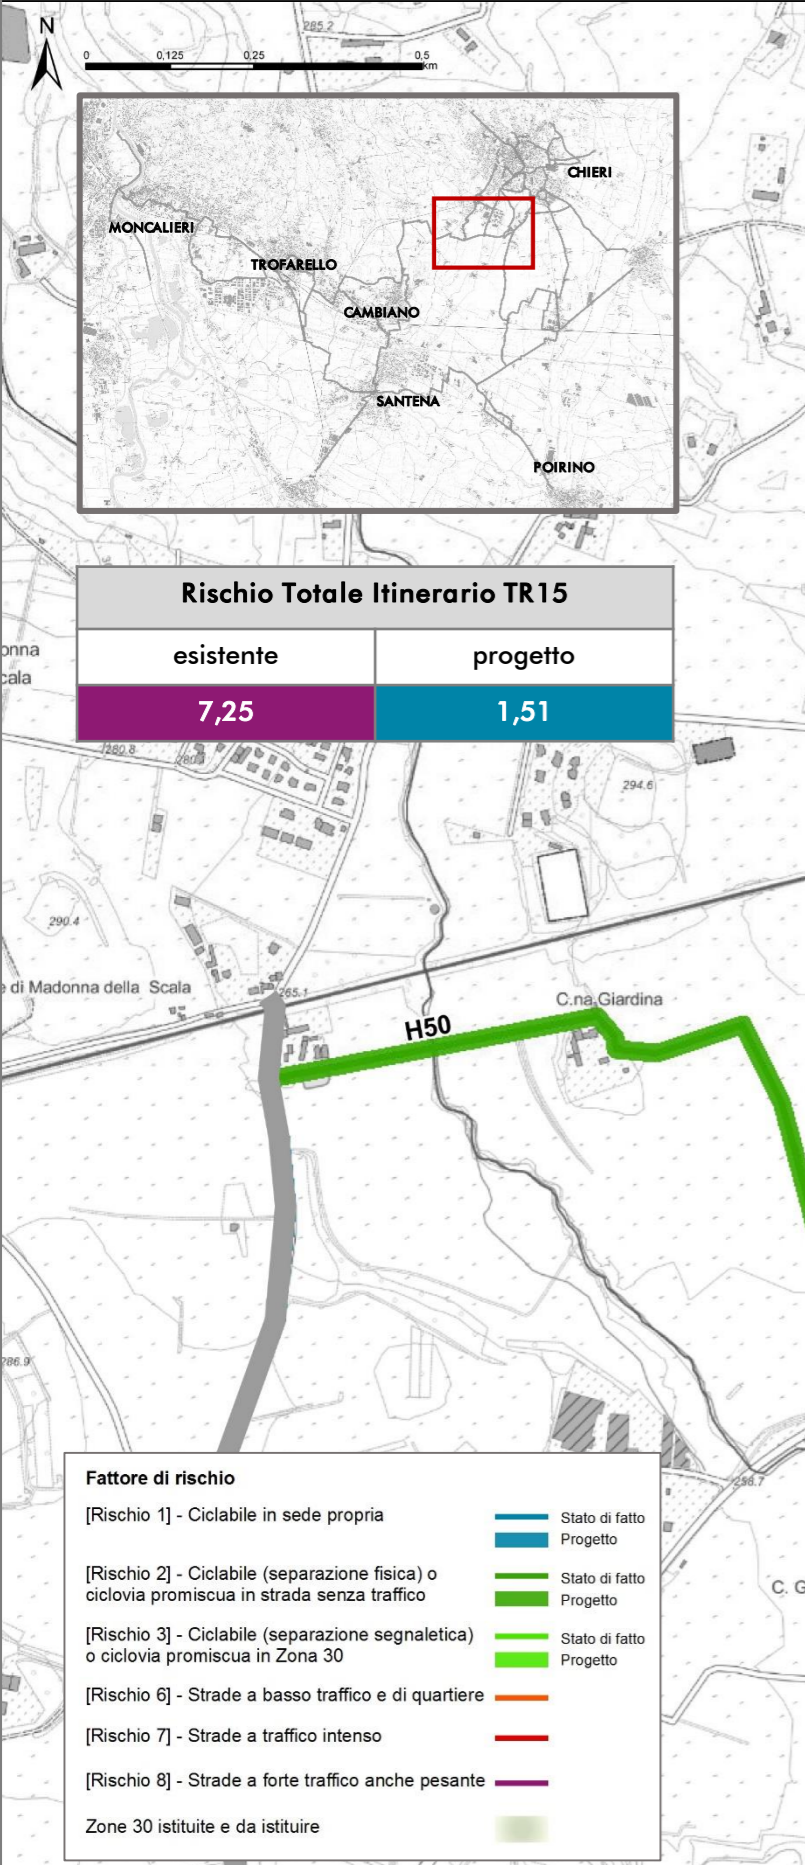 285.2
N
0
0,125
0,25
0,5
km
CHIERI
MONCALIERI
TROFARELLO
CAMBIANO
SANTENA
POIRINO
Rischio Totale Itinerario TR15
esistente
progetto
7,25
1,51
onna
cala
280.8
280.
294.6
290.4
e di Madonna della Scala
265.1
C.na Giardina
H50
286.9
258.7
C. G
Fattore di rischio
[Rischio 1] - Ciclabile in sede propria
Stato di fatto
Progetto
[Rischio 2] - Ciclabile (separazione fisica) o
ciclovia promiscua in strada senza traffico
Stato di fatto
Progetto
[Rischio 3] - Ciclabile (separazione segnaletica)
o ciclovia promiscua in Zona 30
Stato di fatto
Progetto
[Rischio 6] - Strade a basso traffico e di quartiere
[Rischio 7] - Strade a traffico intenso
[Rischio 8] - Strade a forte traffico anche pesante
Zone 30 istituite e da istituire